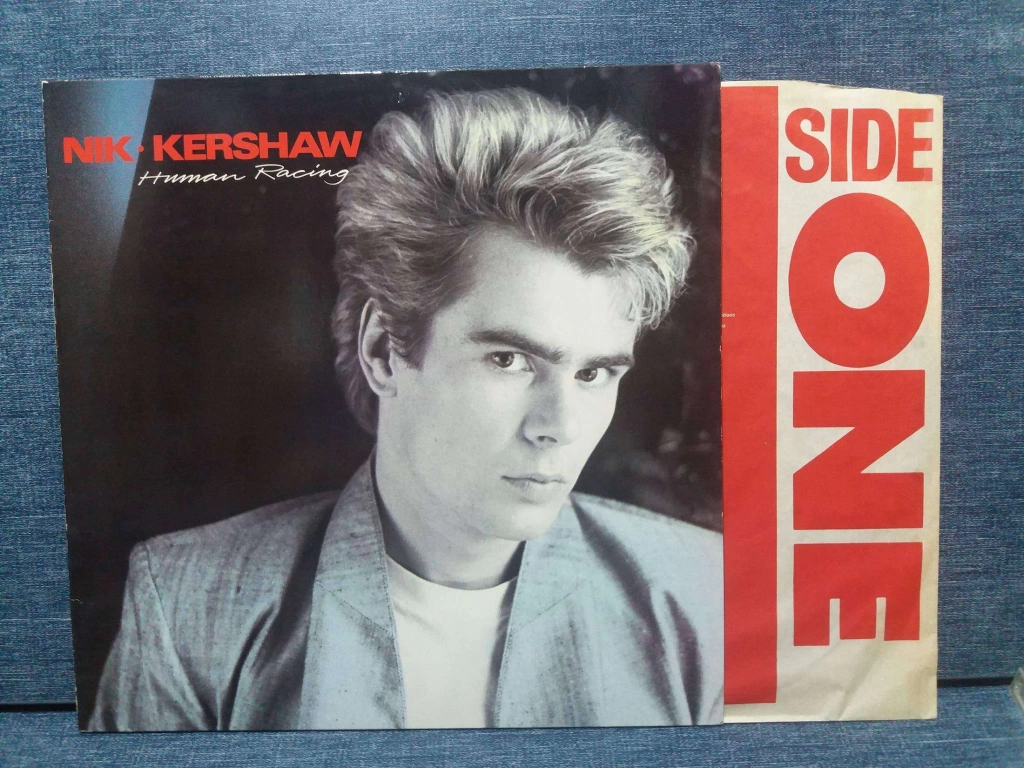 NIK • KERSHAW
Human Racing
SIDE
ONE